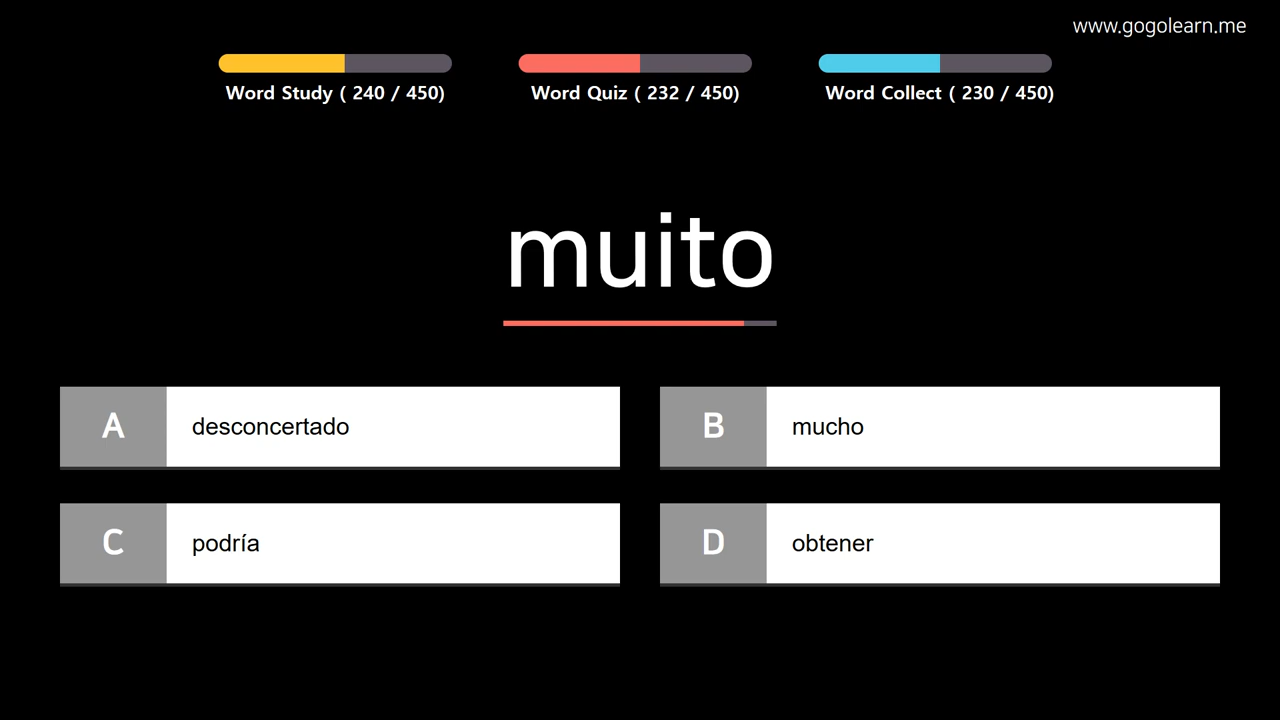 www.gogolearn.me
Word Study ( 240 / 450)
Word Quiz ( 232 / 450)
Word Collect ( 230 / 450)
muito
A desconcertado
B mucho
C podría
D obtener